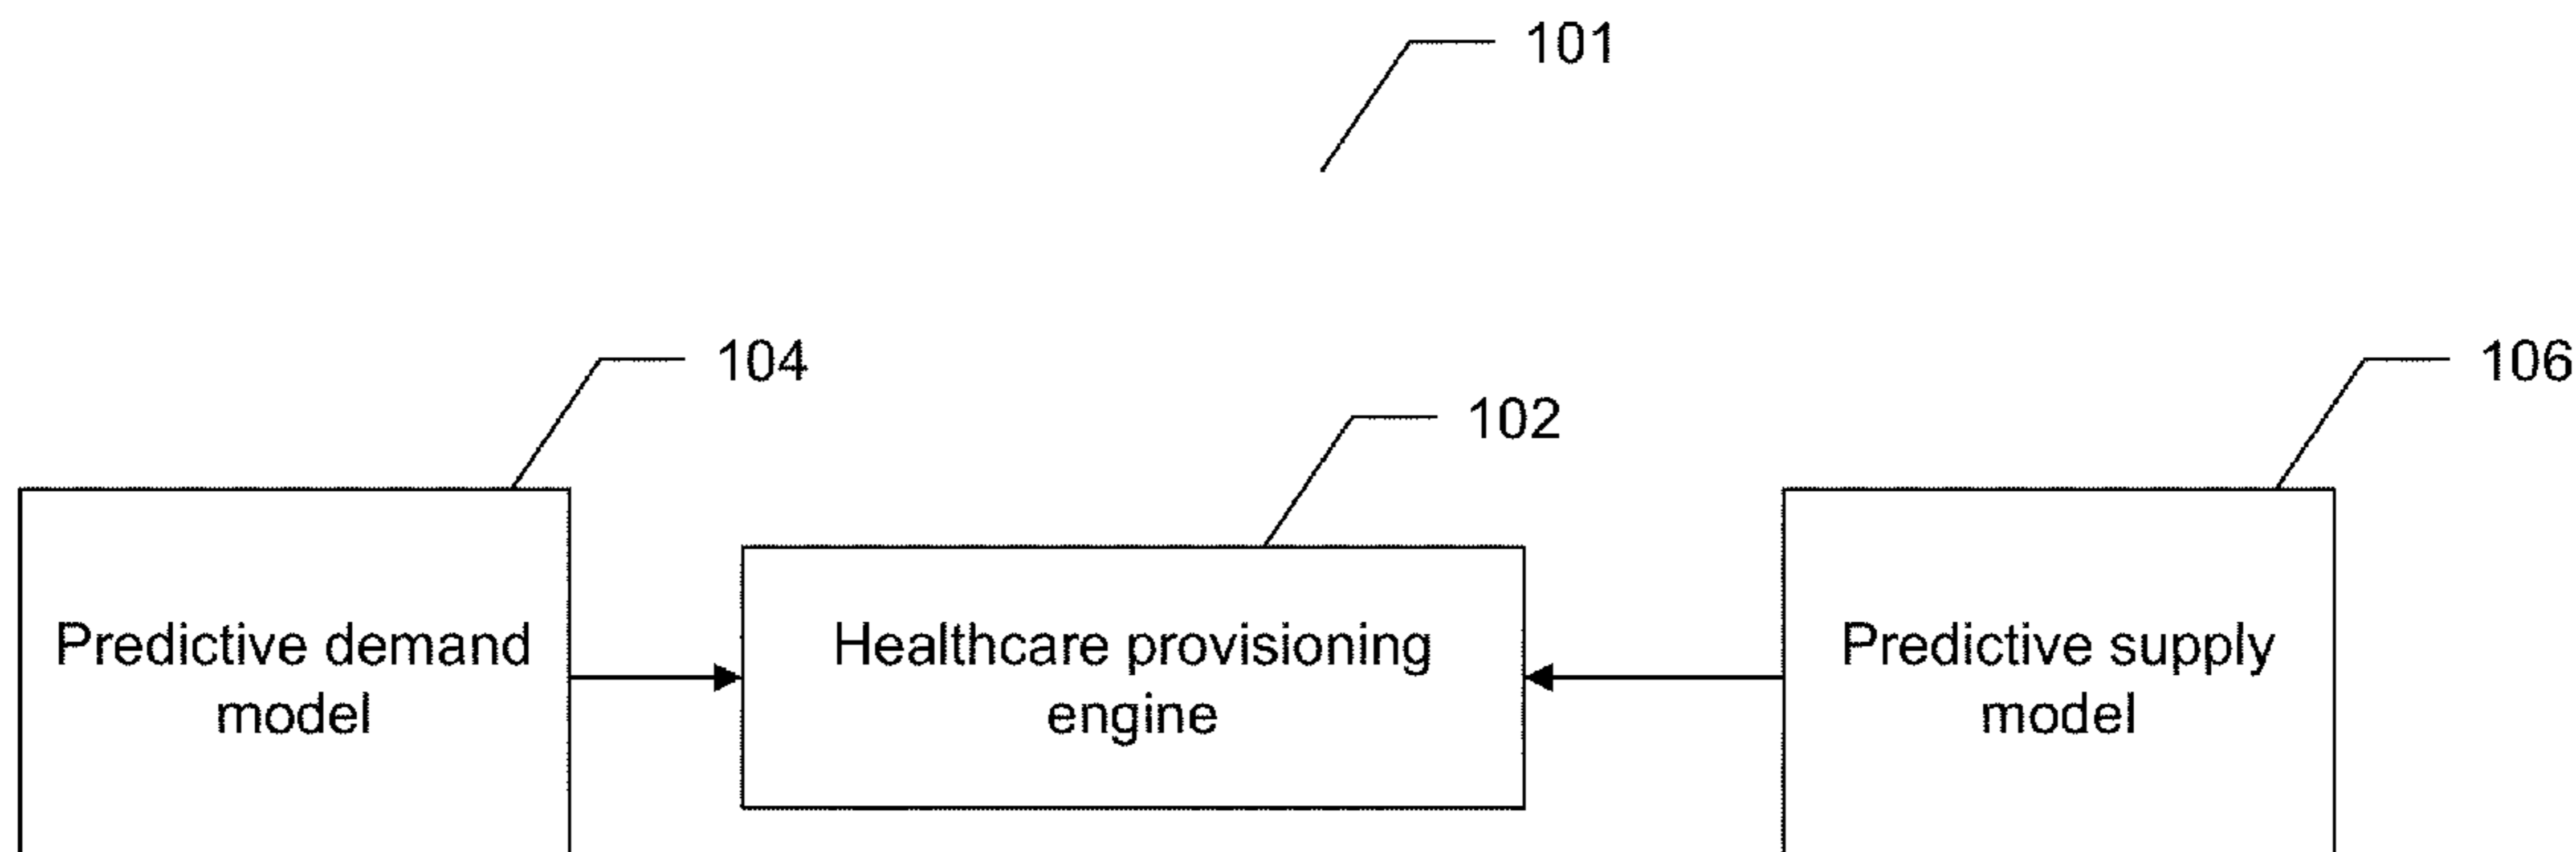 101
104
102
106
Predictive demand
model
Healthcare provisioning
engine
Predictive supply
model